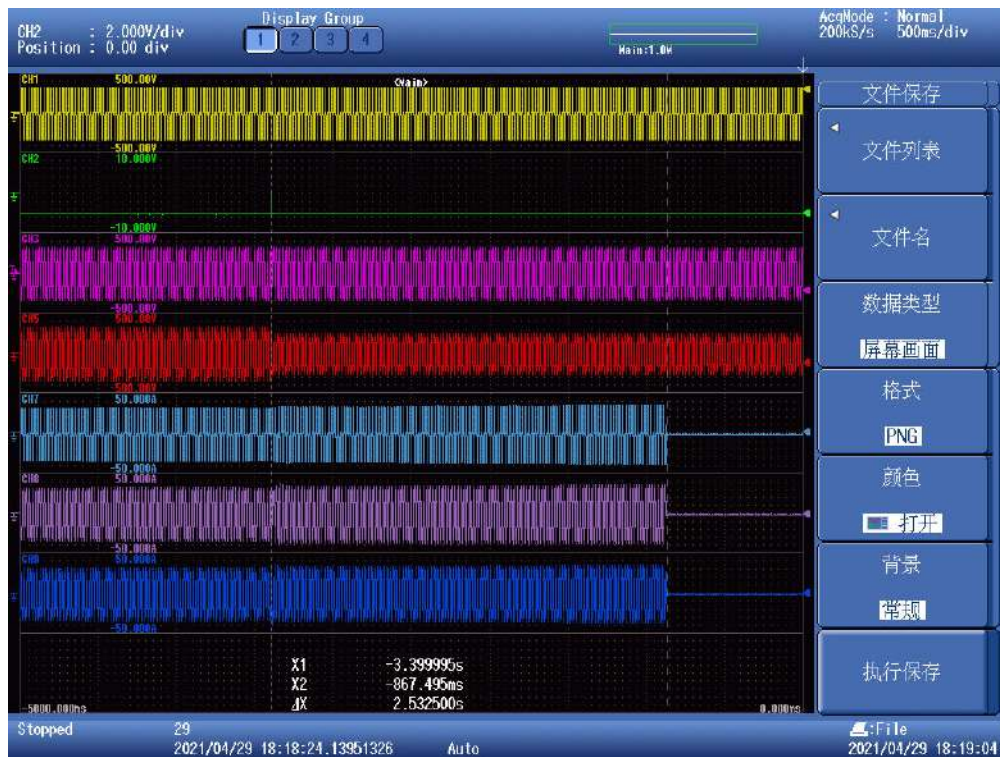 CH2 : 2.000V/div
Position : 0.00 div
Display Group
1 2 3 4
Main:1.0M
AcqMode : Normal
200kS/s 500ms/div
CH1 500.00V
<Main>
-500.00V
CH2 10.000V
-10.000V
CH3 500.00V
-500.00V
CH5 500.00V
-500.00V
CH7 50.000A
-50.000A
CH8 50.000A
-50.000A
50.000A
-50.000A
X1 -3.399995s
X2 -867.495ms
ΔX 2.532500s
-5000.000ms
文件保存
文件列表
文件名
数据类型
屏幕画面
格式
PNG
颜色
打开
背景
常规
执行保存
Stopped
29
2021/04/29 18:18:24.13951326 Auto
:File
2021/04/29 18:19:04